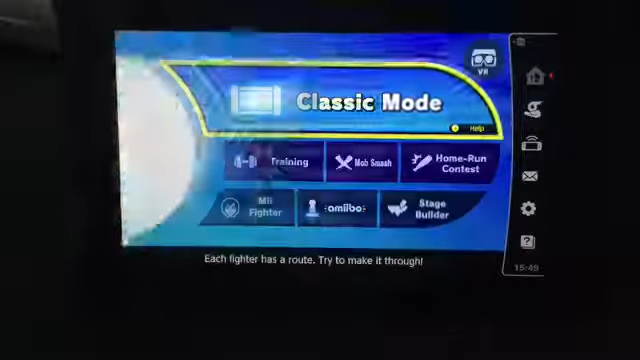 VR
Classic Mode
Help
Training
Mob Smash
Home-Run
Contest
Mii
Fighter
amiibo
Stage
Builder
Each fighter has a route. Try to make it through!
15:49